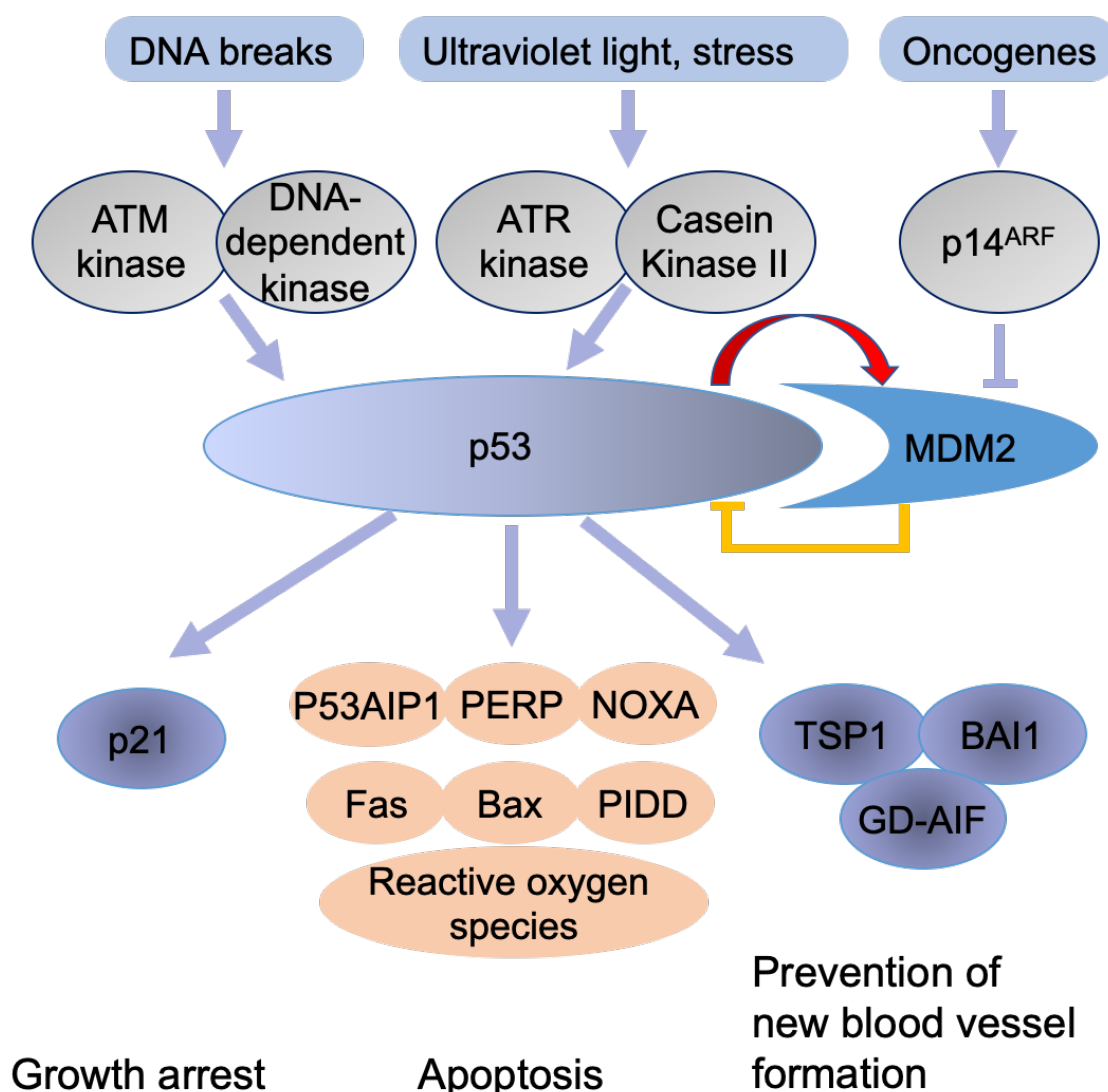 DNA breaks
Ultraviolet light, stress
Oncogenes
ATM
kinase
DNA-
dependent
kinase
ATR
kinase
Casein
Kinase II
p14ARF
p53
MDM2
p21
P53AIP1
PERP
NOXA
Fas
Bax
PIDD
Reactive oxygen
species
TSP1
BAI1
GD-AIF
Growth arrest
Apoptosis
Prevention of
new blood vessel
formation